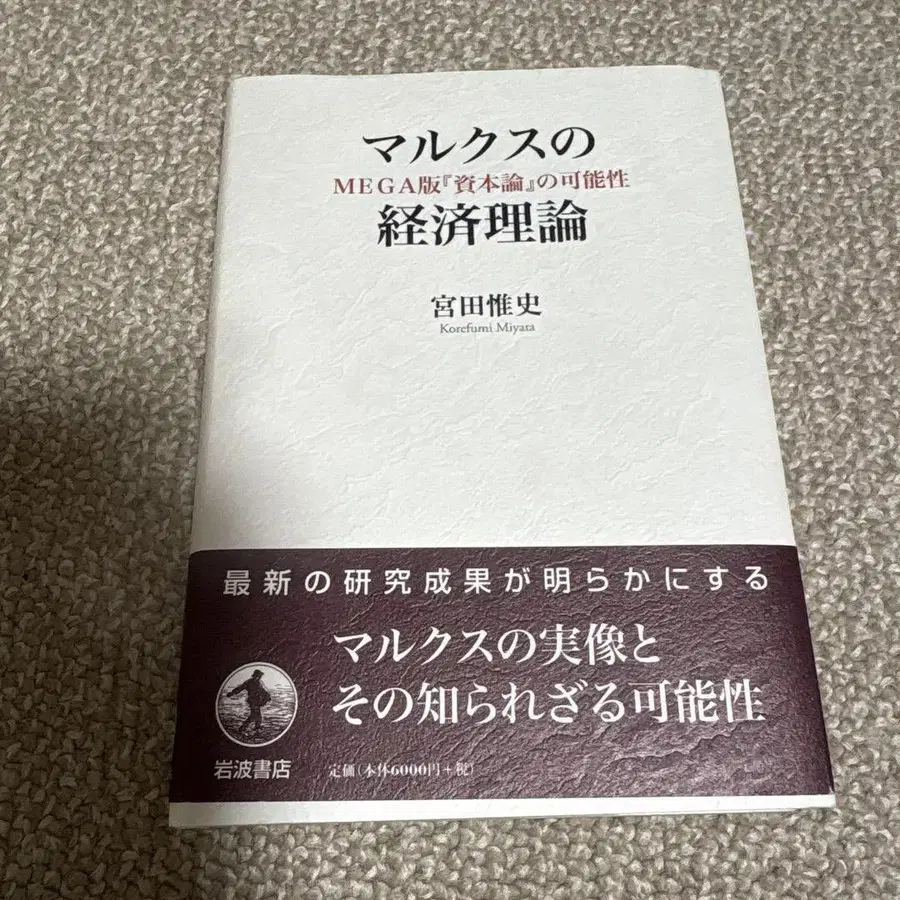 マルクスの
MEGA版『資本論』の可能性
経済理論
宮田惟史
Korefumi Miyata
最新の研究成果が明らかにする
マルクスの実像と
その知られざる可能性
岩波書店
定価(本体6000円+税)